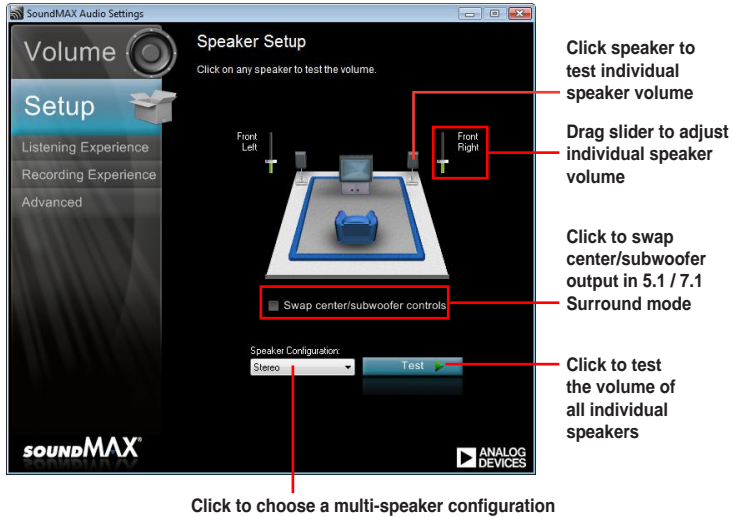 SoundMAX Audio Settings
Volume
Setup
Listening Experience
Recording Experience
Advanced
Speaker Setup
Click on any speaker to test the volume.
Front
Left
Front
Right
Swap center/subwoofer controls
Speaker Configuration:
Stereo
Test
SOUNDMAX®
ANALOG
DEVICES
Click speaker to
test individual
speaker volume
Drag slider to adjust
individual speaker
volume
Click to swap
center/subwoofer
output in 5.1 / 7.1
Surround mode
Click to test
the volume of
all individual
speakers
Click to choose a multi-speaker configuration